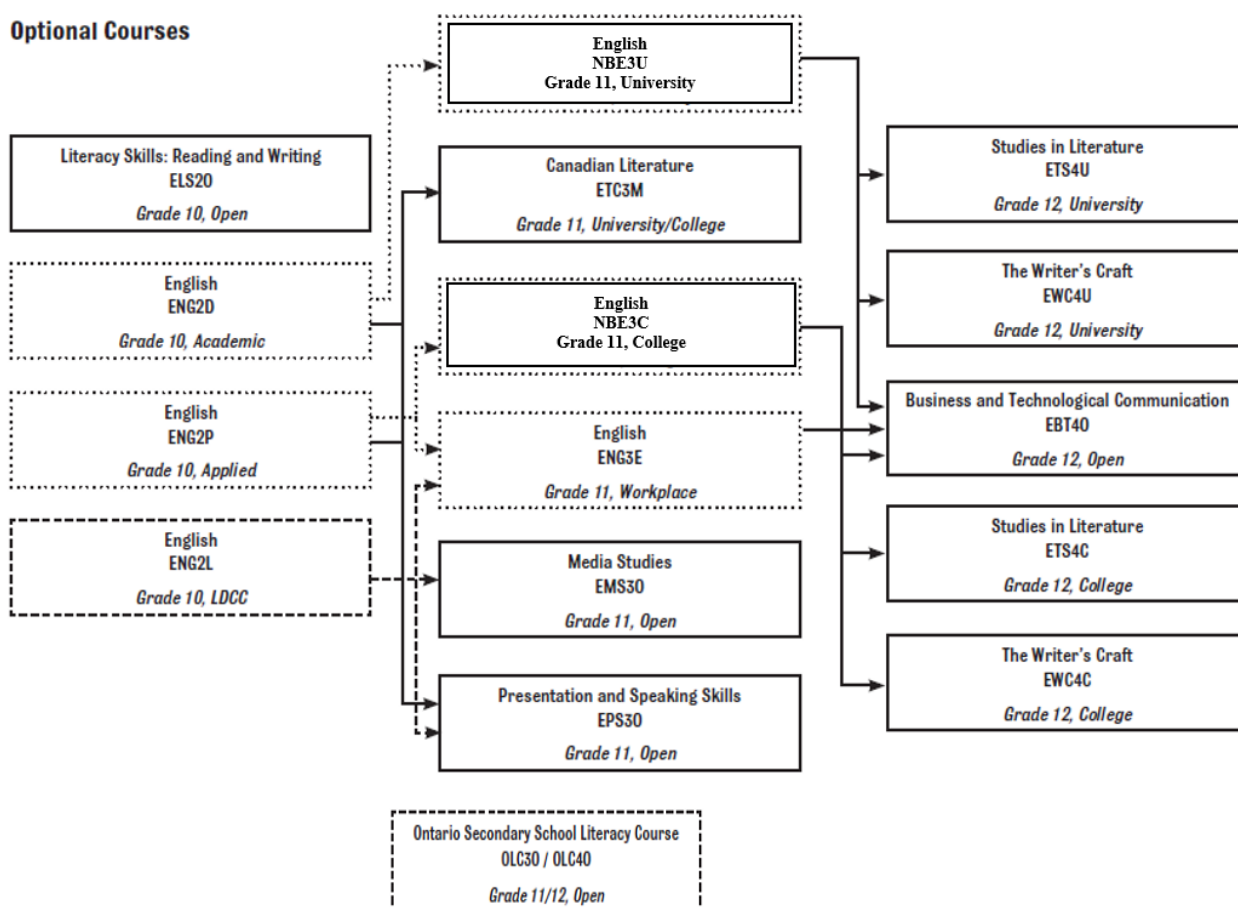 Optional Courses
Literacy Skills: Reading and Writing
ELS2O
Grade 10, Open
English
ENG2D
Grade 10, Academic
English
ENG2P
Grade 10, Applied
English
ENG2L
Grade 10, LDCC
English
NBE3U
Grade 11, University
Canadian Literature
ETC3M
Grade 11, University/College
English
NBE3C
Grade 11, College
English
ENG3E
Grade 11, Workplace
Media Studies
EMS3O
Grade 11, Open
Presentation and Speaking Skills
EPS3O
Grade 11, Open
Ontario Secondary School Literacy Course
OLC3O / OLC4O
Grade 11/12, Open
Studies in Literature
ETS4U
Grade 12, University
The Writer's Craft
EWC4U
Grade 12, University
Business and Technological Communication
EBT4O
Grade 12, Open
Studies in Literature
ETS4C
Grade 12, College
The Writer's Craft
EWC4C
Grade 12, College